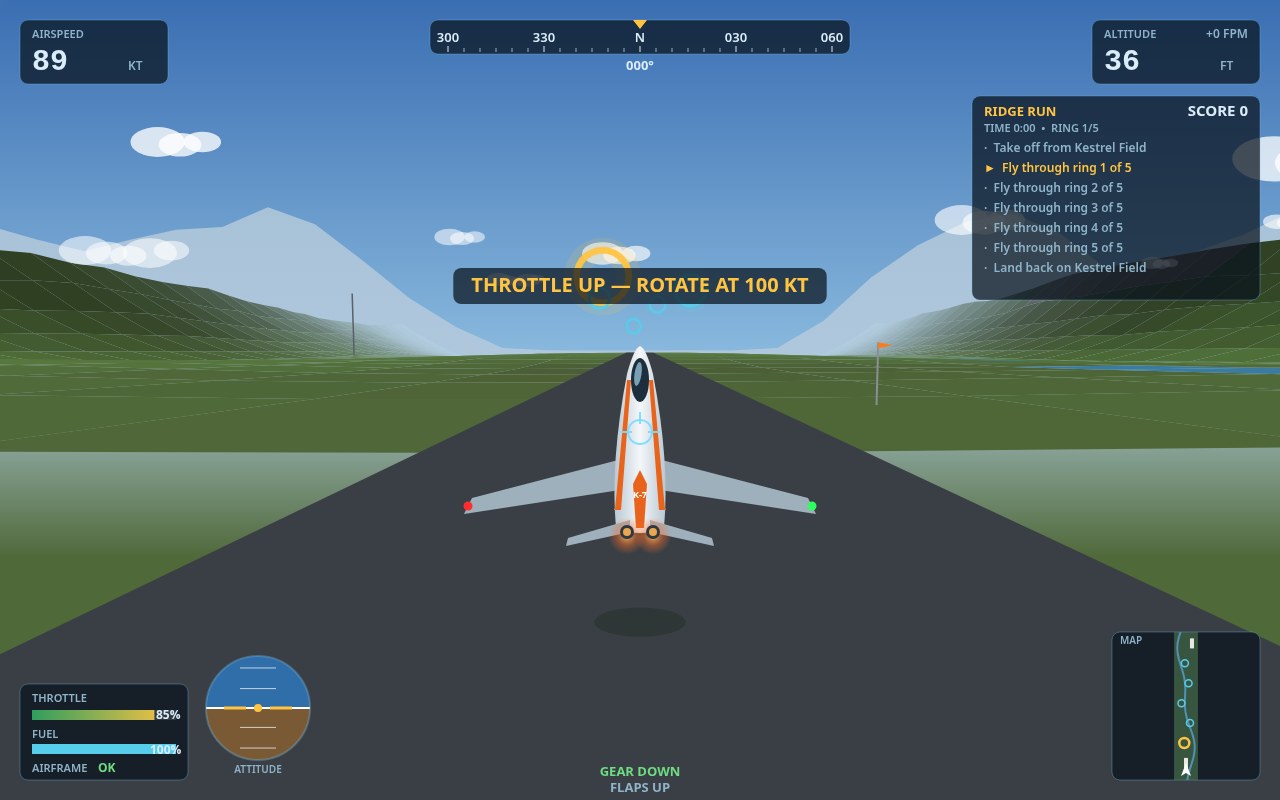 AIRSPEED
89 KT
300 330 N 030 060
000°
ALTITUDE +0 FPM
36 FT
RIDGE RUN SCORE 0
TIME 0:00 • RING 1/5
· Take off from Kestrel Field
► Fly through ring 1 of 5
· Fly through ring 2 of 5
· Fly through ring 3 of 5
· Fly through ring 4 of 5
· Fly through ring 5 of 5
· Land back on Kestrel Field
THROTTLE UP — ROTATE AT 100 KT
K-7
MAP
THROTTLE
85%
FUEL
100%
AIRFRAME OK
ATTITUDE
GEAR DOWN
FLAPS UP